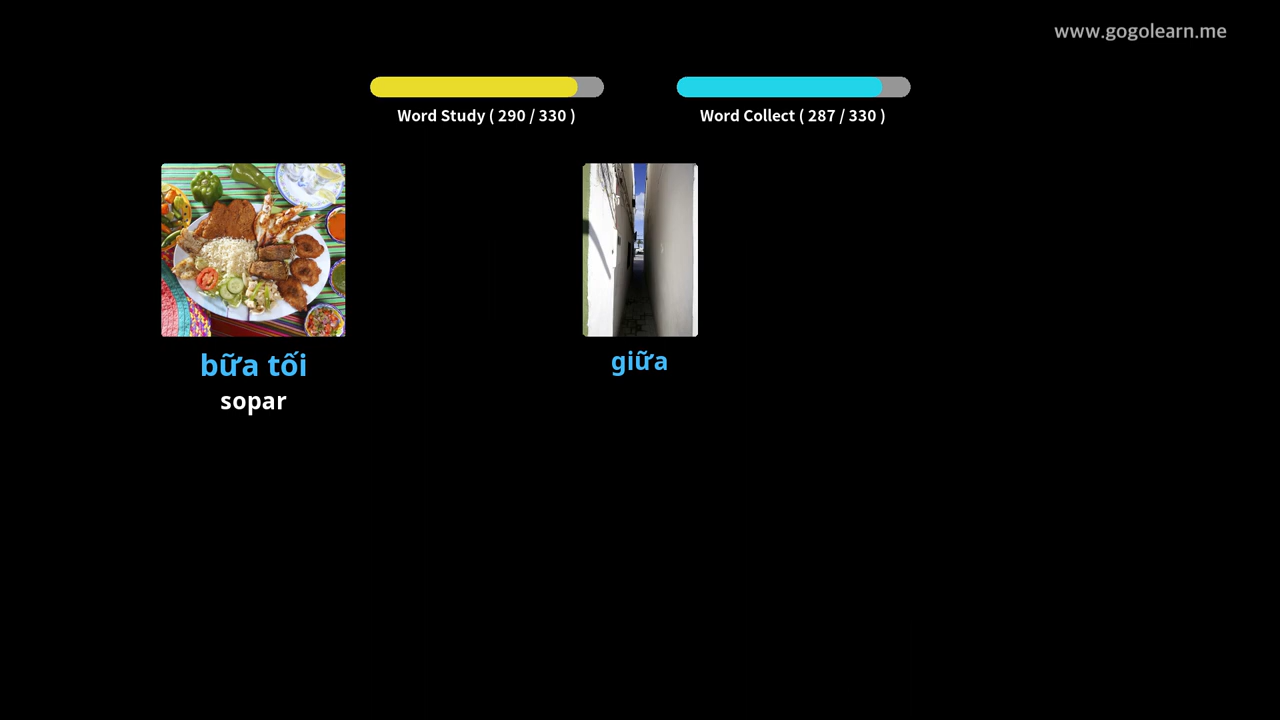 www.gogolearn.me
Word Study ( 290 / 330 )
Word Collect ( 287 / 330 )
bữa tối
sopar
giữa